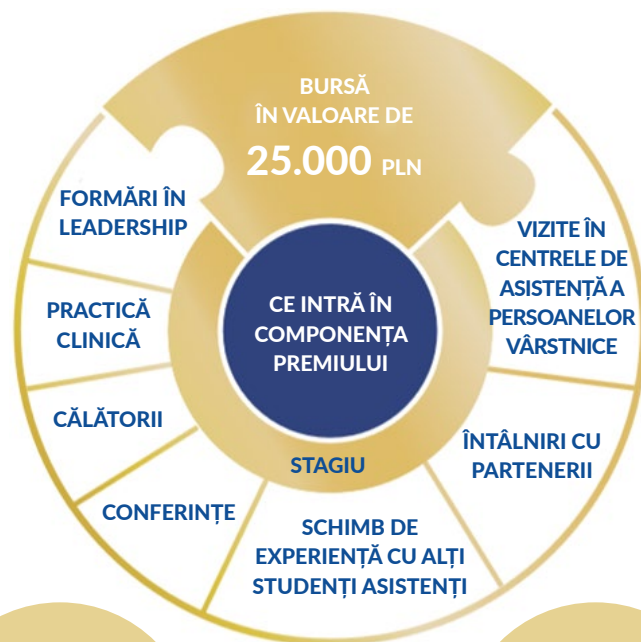 BURSĂ
ÎN VALOARE DE
25.000 PLN
FORMĂRI ÎN
LEADERSHIP
PRACTICĂ
CLINICĂ
CĂLĂTORII
CONFERINȚE
SCHIMB DE
EXPERIENȚĂ CU ALȚI
STUDENȚI ASISTENȚI
ÎNTÂLNIRI CU
PARTENERII
VIZITE ÎN
CENTRELE DE
ASISTENȚĂ A
PERSOANELOR
VÂRSTNICE
CE INTRĂ ÎN
COMPONENȚA
PREMIULUI
STAGIU